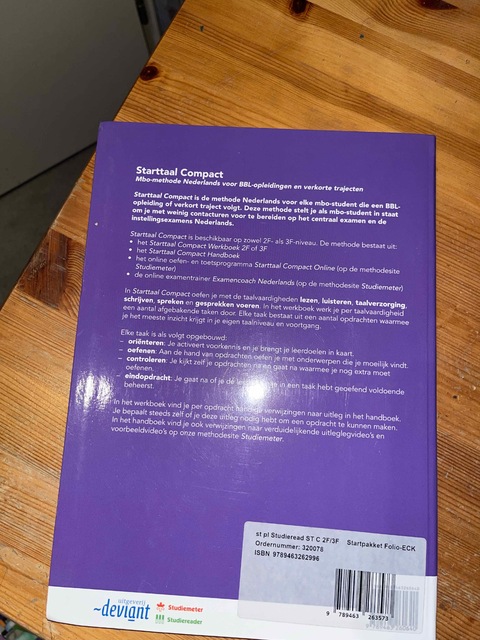 Starttaal Compact
Mbo-methode Nederlands voor BBL-opleidingen en verkorte trajecten
Starttaal Compact is de methode Nederlands voor elke mbo-student die een BBL-
opleiding of verkort traject volgt. Deze methode stelt je als mbo-student in staat
om je met weinig contacturen voor te bereiden op het centraal examen en de
instellingsexamens Nederlands.
Starttaal Compact is beschikbaar op zowel 2F- als 3F-niveau. De methode bestaat uit:
• het Starttaal Compact Werkboek 2F of 3F
• het Starttaal Compact Handboek
• het online oefen- en toetsprogramma Starttaal Compact Online (op de methodesite
Studiemeter)
• de online examentrainer Examencoach Nederlands (op de methodesite Studiemeter)
In Starttaal Compact oefen je met de taalvaardigheden lezen, luisteren, taalverzorging,
schrijven, spreken en gesprekken voeren. In het werkboek werk je per taalvaardigheid
een aantal afgebakende taken door. Elke taak bestaat uit een aantal opdrachten waarmee
je het meeste inzicht krijgt in je eigen taalniveau en voortgang.
Elke taak is als volgt opgebouwd:
– oriënteren: Je activeert voorkennis en je brengt je leerdoelen in kaart.
– oefenen: Aan de hand van opdrachten oefen je met onderwerpen die je moeilijk vindt.
– controleren: Je kijkt zelf je opdrachten na en gaat na waarmee je nog extra moet
oefenen.
– eindopdracht: Je gaat na of je de leerdoelen in een taak hebt geoefend voldoende
beheerst.
In het werkboek vind je per opdracht handige verwijzingen naar uitleg in het handboek.
Je bepaalt steeds zelf of je deze uitleg nodig hebt om een opdracht te kunnen maken.
In het handboek vind je ook verwijzingen naar verduidelijkende uitlegvideo's en
voorbeeldvideo's op onze methodesite Studiemeter.
st pl Studieread ST C 2F/3F Startpakket Folio-ECK
Ordernummer: 320078
ISBN 9789463262996
9 789463 263573
uitgeverij
~deviant
Studiemeter
Studiereader